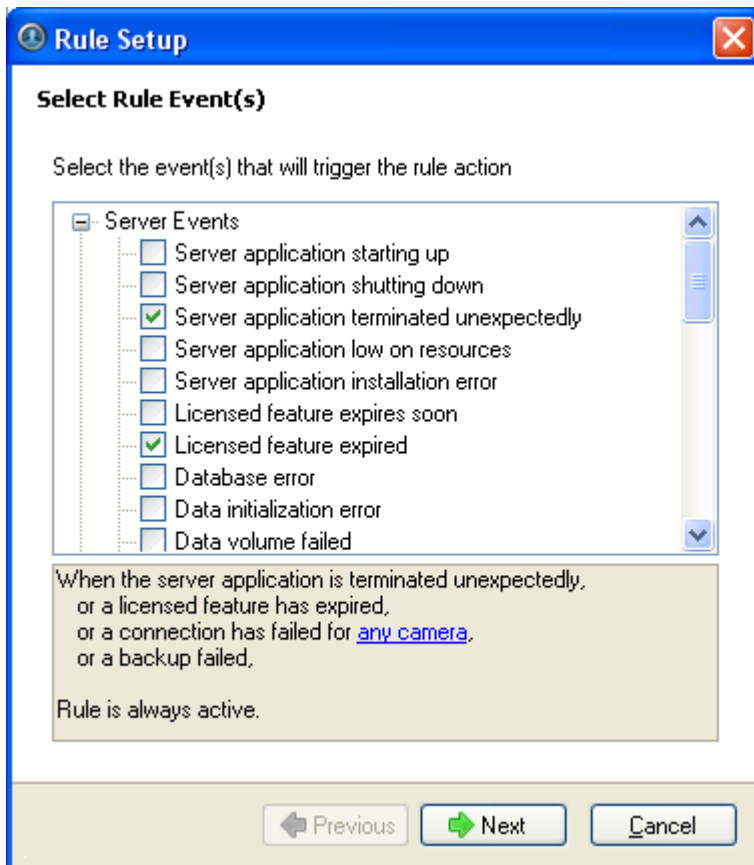 Rule Setup
Select Rule Event(s)
Select the event(s) that will trigger the rule action
Server Events
Server application starting up
Server application shutting down
Server application terminated unexpectedly
Server application low on resources
Server application installation error
Licensed feature expires soon
Licensed feature expired
Database error
Data initialization error
Data volume failed
When the server application is terminated unexpectedly,
or a licensed feature has expired,
or a connection has failed for any camera,
or a backup failed,
Rule is always active.
Previous Next Cancel